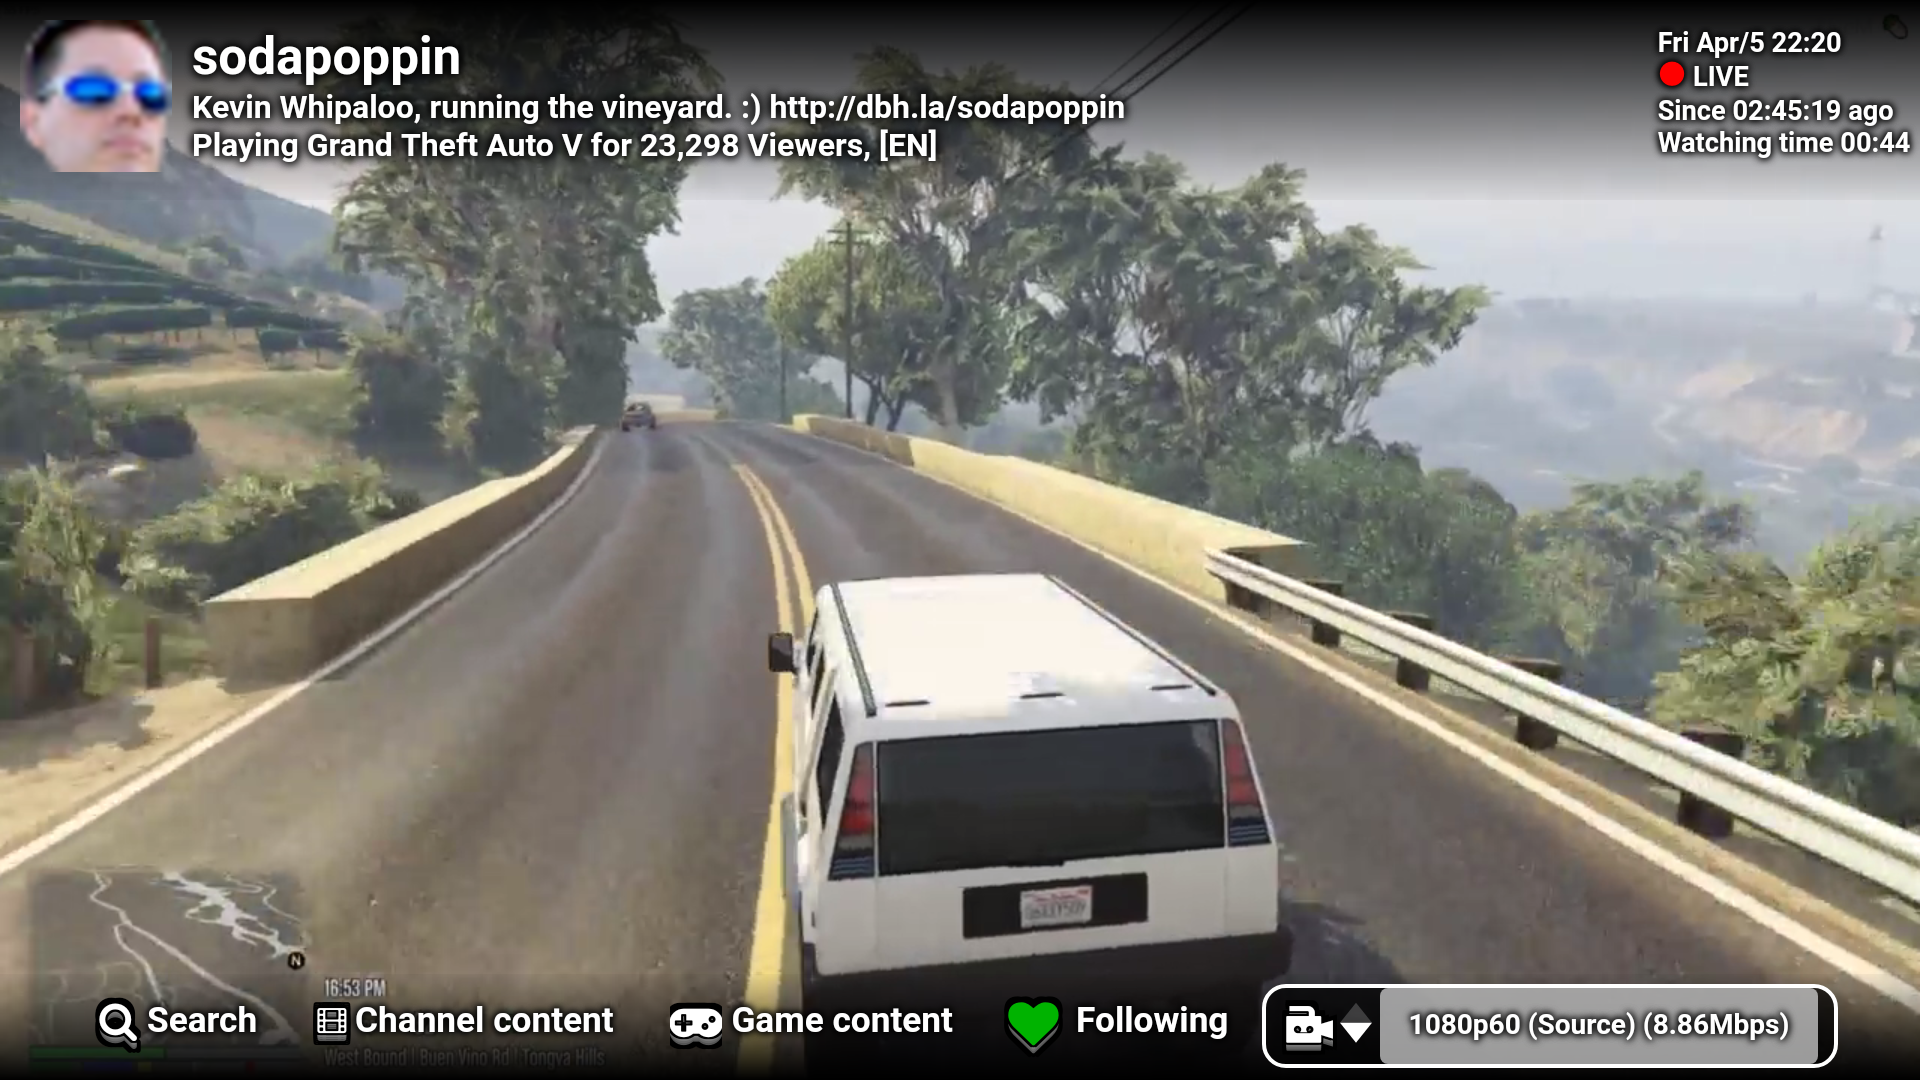 sodapoppin
Kevin Whipaloo, running the vineyard. :) http://dbh.la/sodapoppin
Playing Grand Theft Auto V for 23,298 Viewers, [EN]
Fri Apr/5 22:20
LIVE
Since 02:45:19 ago
Watching time 00:44
N
16:53 PM
Search
Channel content
Game content
Following
1080p60 (Source) (8.86Mbps)
West Bound | Buen Vino Rd | Tongva Hills